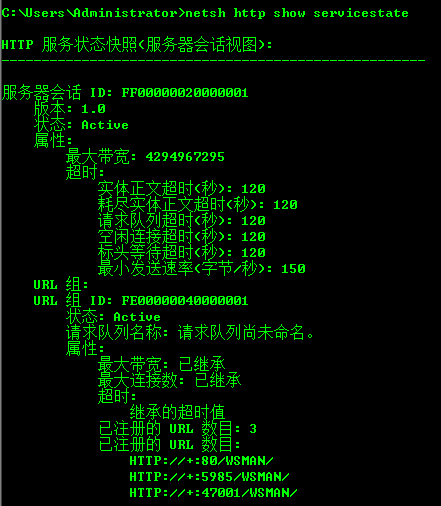 C:\Users\Administrator>netsh http show servicestate
HTTP 服务状态快照(服务器会话视图):
-----------------------------------------------------
服务器会话 ID: FF00000020000001
版本: 1.0
状态: Active
属性:
最大带宽: 4294967295
超时:
实体正文超时(秒): 120
耗尽实体正文超时(秒): 120
请求队列超时(秒): 120
空闲连接超时(秒): 120
标头等待超时(秒): 120
最小发送速率(字节/秒): 150
URL 组:
URL 组 ID: FE00000040000001
状态: Active
请求队列名称: 请求队列尚未命名。
属性:
最大带宽: 已继承
最大连接数: 已继承
超时:
继承的超时值
已注册的 URL 数目: 3
已注册的 URL 数目:
HTTP://+:80/WSMAN/
HTTP://+:5985/WSMAN/
HTTP://+:47001/WSMAN/